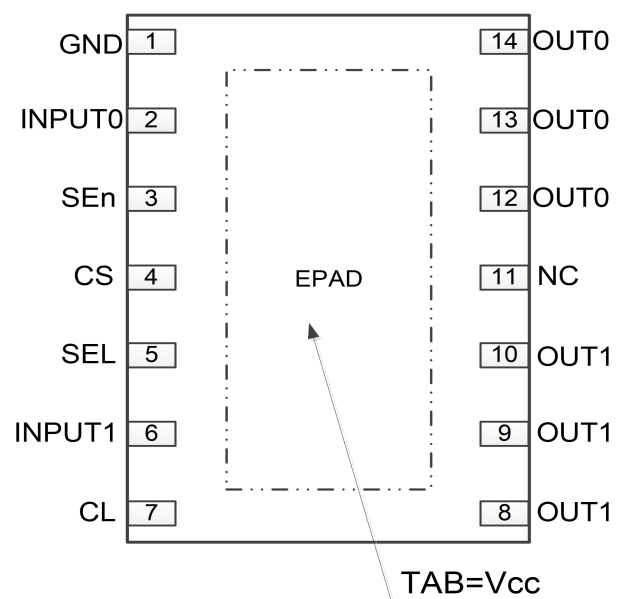 GND 1 14 OUT0
INPUT0 2 13 OUT0
SEn 3 12 OUT0
CS 4 EPAD 11 NC
SEL 5 10 OUT1
INPUT1 6 9 OUT1
CL 7 8 OUT1
TAB=Vcc